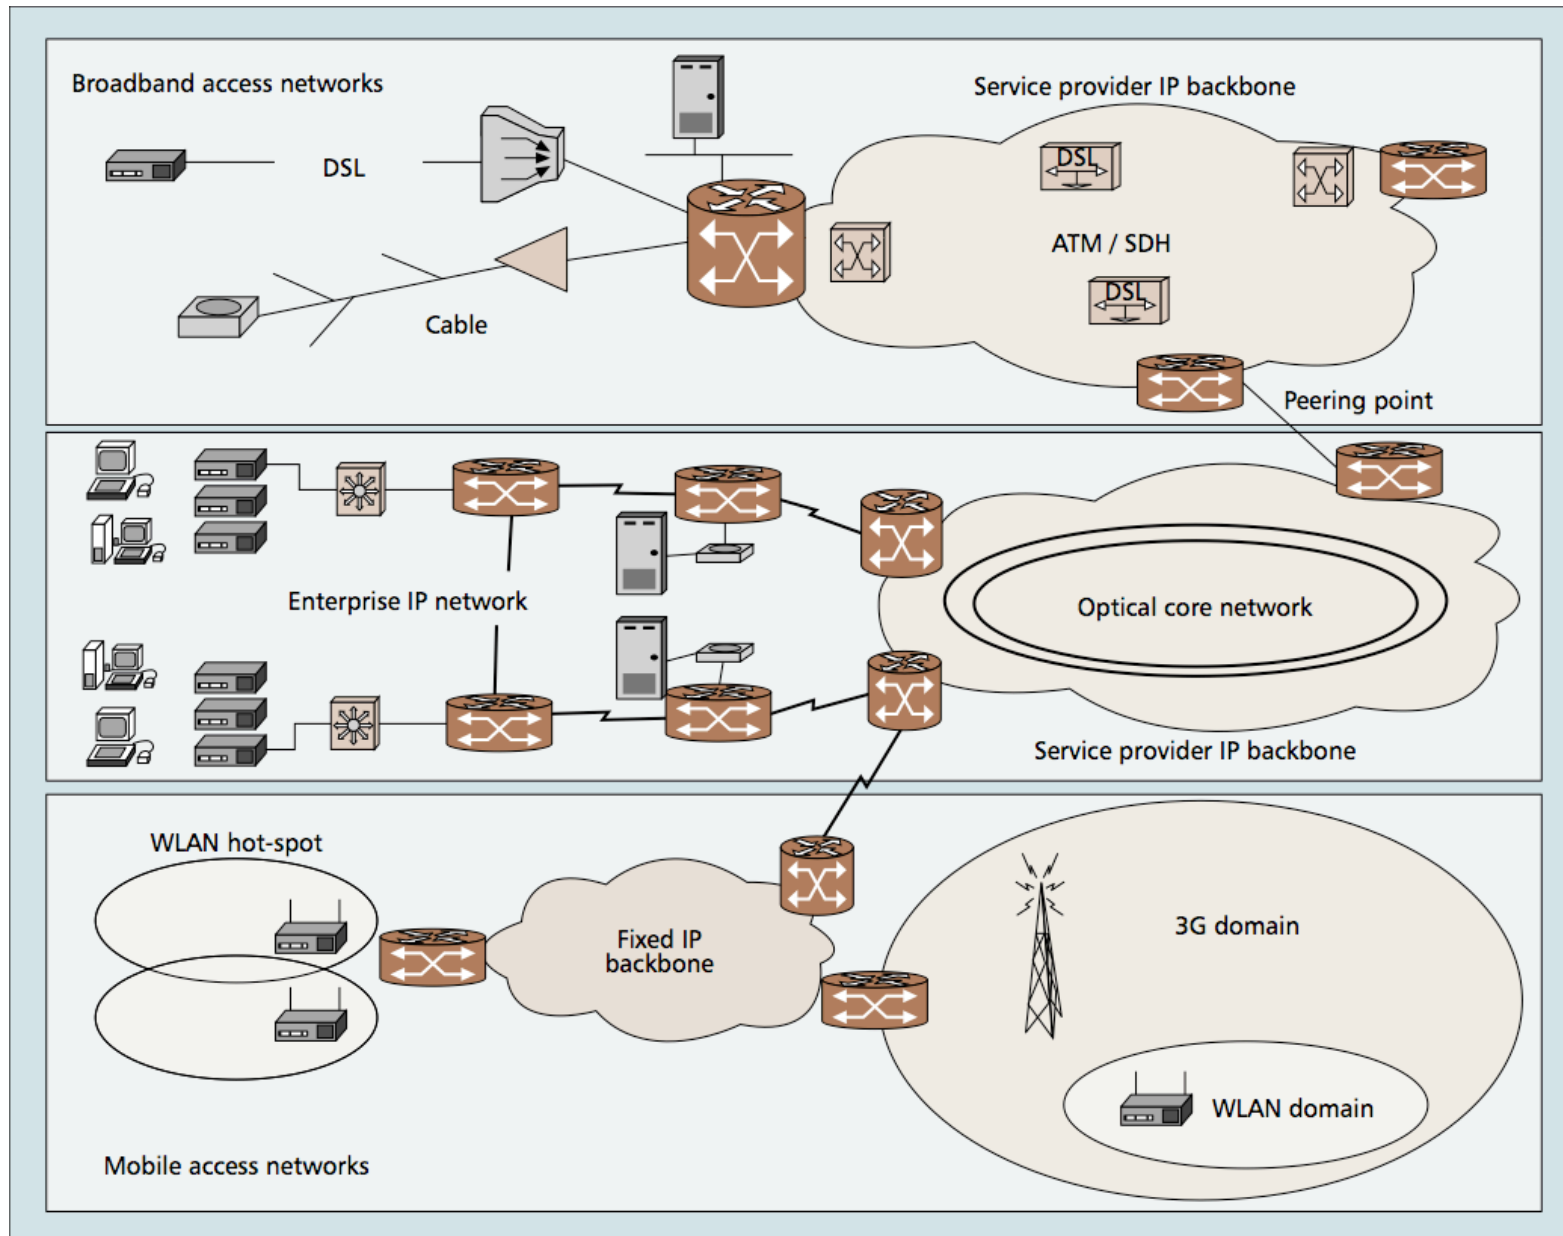 Broadband access networks
Service provider IP backbone
DSL
DSL
ATM / SDH
DSL
Cable
Peering point
Enterprise IP network
Optical core network
Service provider IP backbone
WLAN hot-spot
Fixed IP
backbone
3G domain
WLAN domain
Mobile access networks